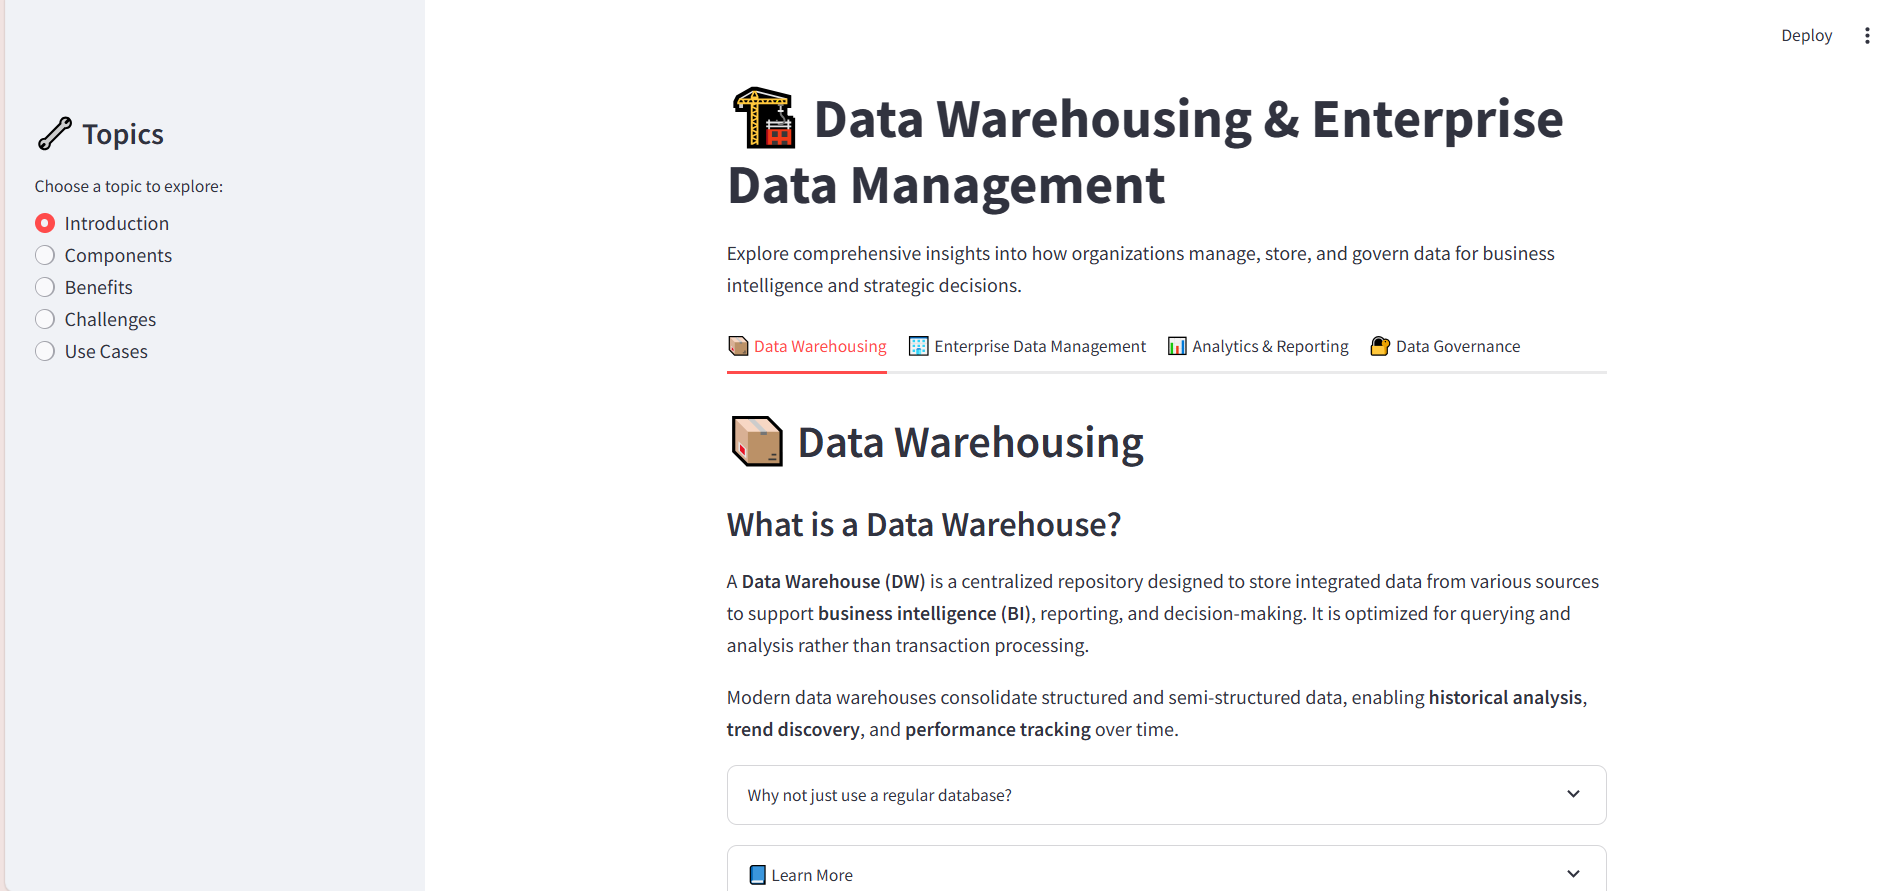 Deploy
Topics
Choose a topic to explore:
Introduction
Components
Benefits
Challenges
Use Cases
Data Warehousing & Enterprise
Data Management
Explore comprehensive insights into how organizations manage, store, and govern data for business
intelligence and strategic decisions.
Data Warehousing Enterprise Data Management Analytics & Reporting Data Governance
Data Warehousing
What is a Data Warehouse?
A Data Warehouse (DW) is a centralized repository designed to store integrated data from various sources
to support business intelligence (BI), reporting, and decision-making. It is optimized for querying and
analysis rather than transaction processing.
Modern data warehouses consolidate structured and semi-structured data, enabling historical analysis,
trend discovery, and performance tracking over time.
Why not just use a regular database?
Learn More